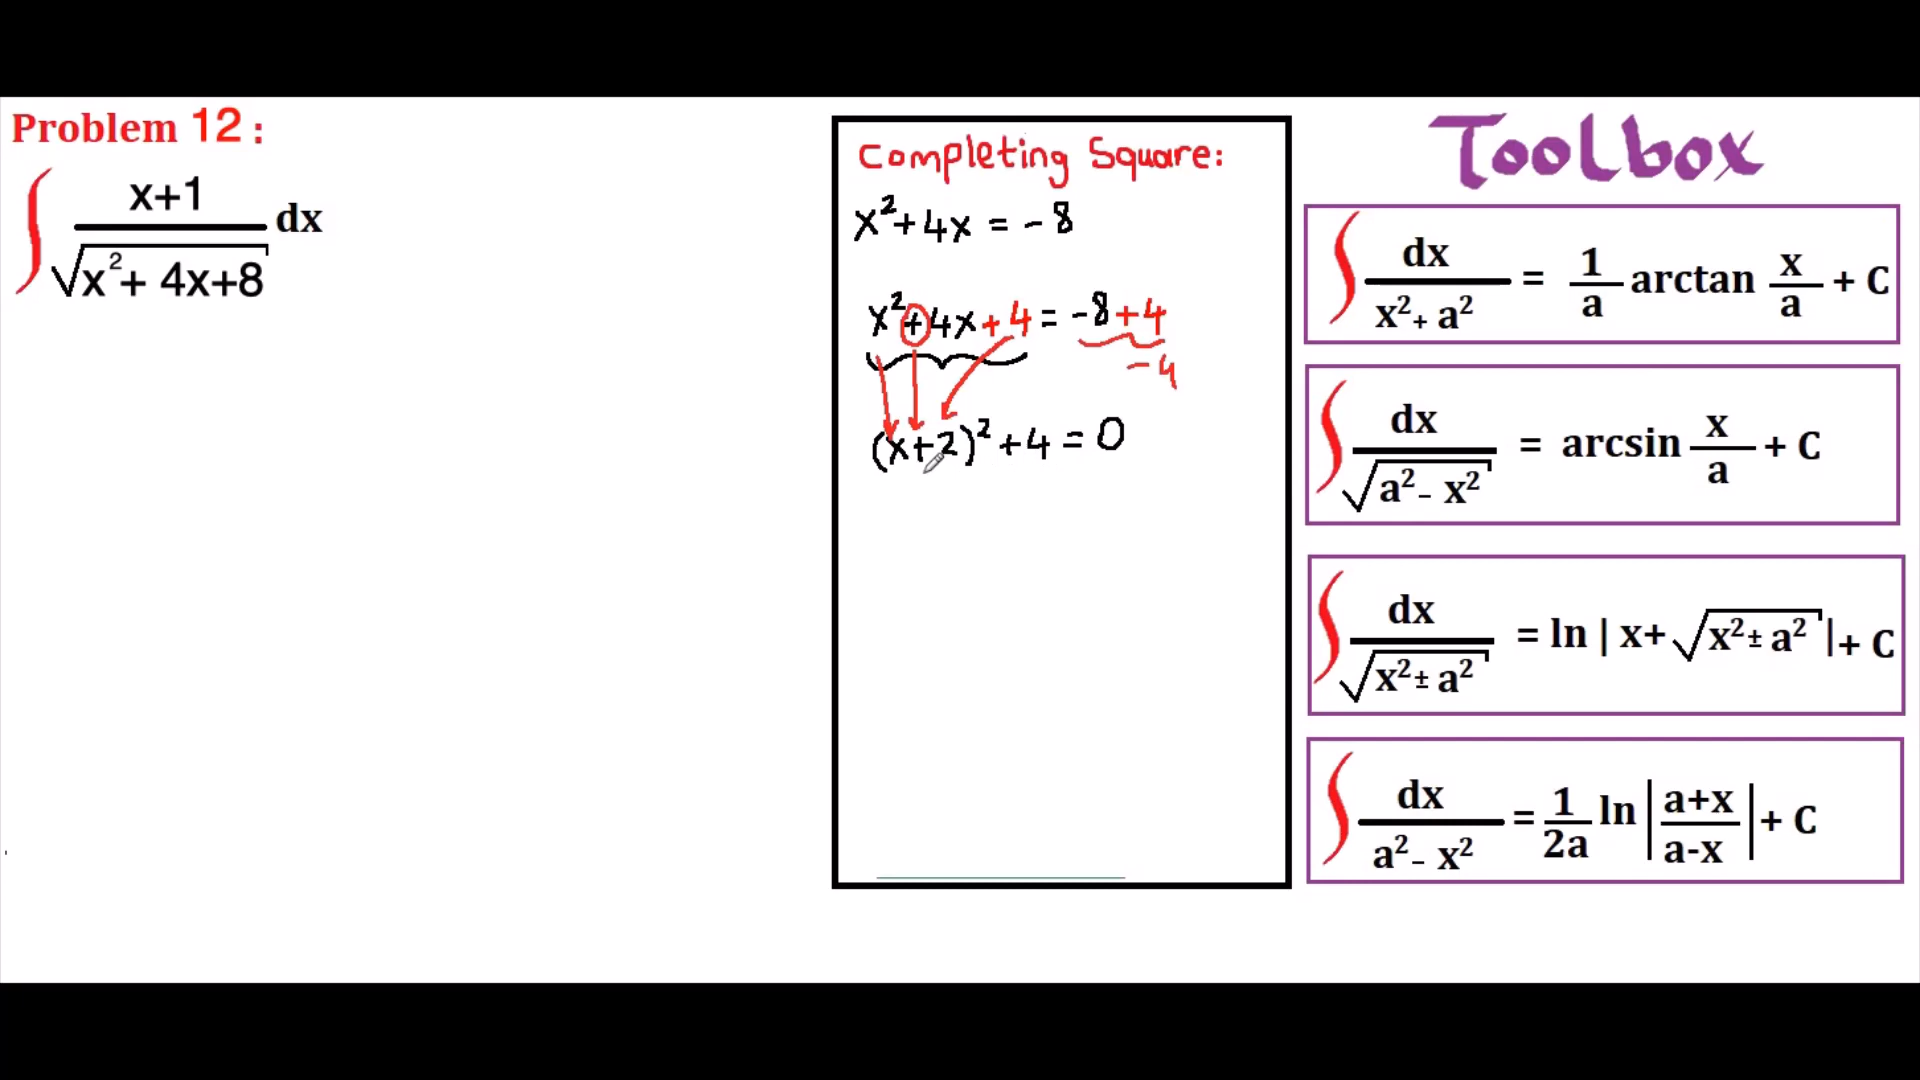 Problem 12 :
∫ x+1 / √(x² + 4x+8) dx
Completing Square:
x² + 4x = - 8
x² + 4x + 4 = -8 + 4
- 4
(x+2)² + 4 = 0
Toolbox
∫ dx / (x² + a²) = 1/a arctan x/a + C
∫ dx / √(a² - x²) = arcsin x/a + C
∫ dx / √(x² ± a²) = ln | x+ √(x² ± a²) | + C
∫ dx / (a² - x²) = 1/2a ln | a+x / a-x | + C